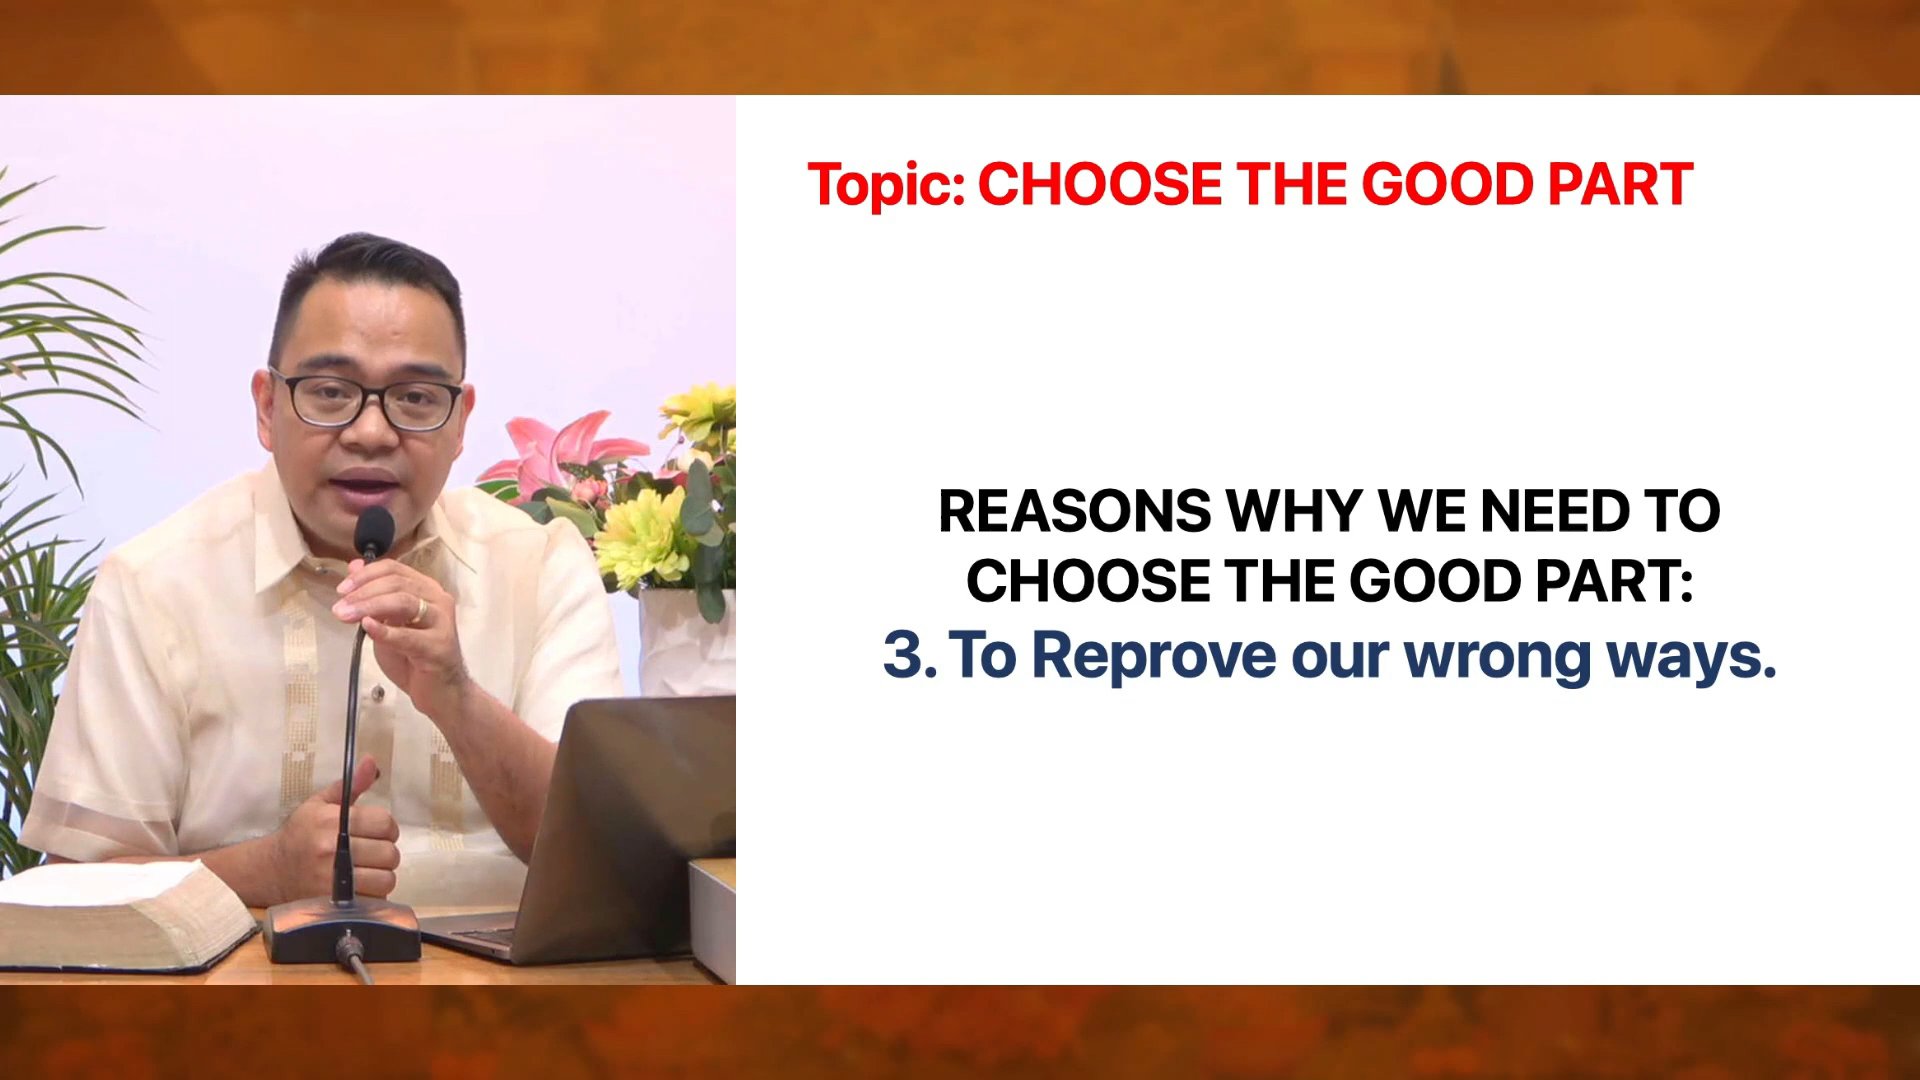 Topic: CHOOSE THE GOOD PART
REASONS WHY WE NEED TO
CHOOSE THE GOOD PART:
3. To Reprove our wrong ways.